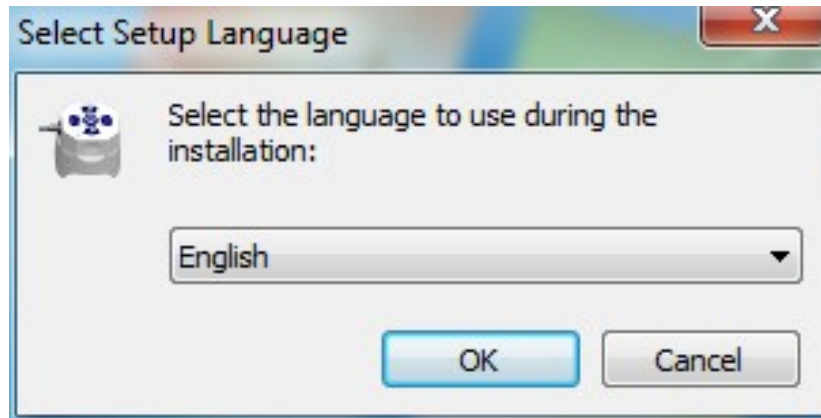 Select Setup Language
Select the language to use during the
installation:
English
OK
Cancel